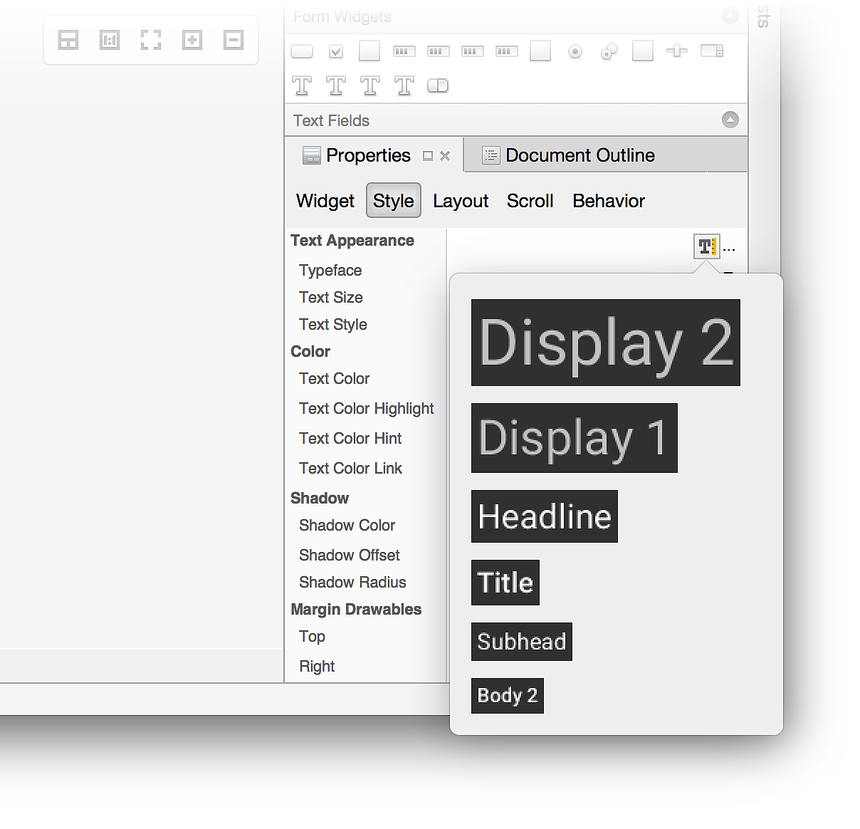 Form Widgets
sts
Text Fields
Properties
Document Outline
Widget Style Layout Scroll Behavior
Text Appearance
...
Typeface
Text Size
Text Style
Color
Text Color
Text Color Highlight
Text Color Hint
Text Color Link
Shadow
Shadow Color
Shadow Offset
Shadow Radius
Margin Drawables
Top
Right
Display 2
Display 1
Headline
Title
Subhead
Body 2